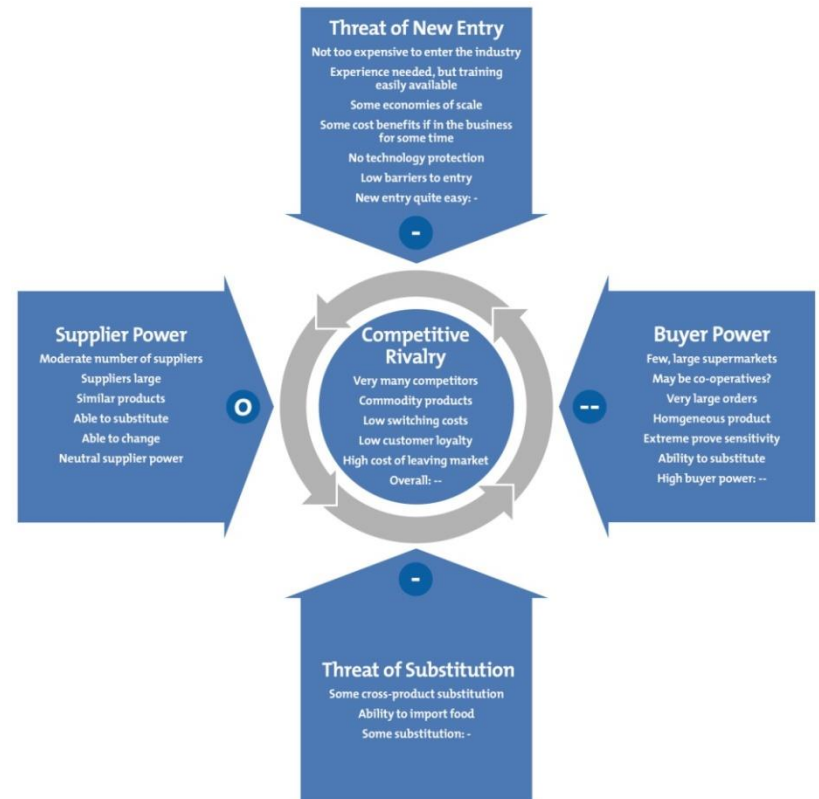 Threat of New Entry
Not too expensive to enter the industry
Experience needed, but training
easily available
Some economies of scale
Some cost benefits if in the business
for some time
No technology protection
Low barriers to entry
New entry quite easy: -
-
Supplier Power
Moderate number of suppliers
Suppliers large
Similar products
Able to substitute
Able to change
Neutral supplier power
O
Competitive
Rivalry
Very many competitors
Commodity products
Low switching costs
Low customer loyalty
High cost of leaving market
Overall: --
--
Buyer Power
Few, large supermarkets
May be co-operatives?
Very large orders
Homgeneous product
Extreme prove sensitivity
Ability to substitute
High buyer power: --
-
Threat of Substitution
Some cross-product substitution
Ability to import food
Some substitution: -